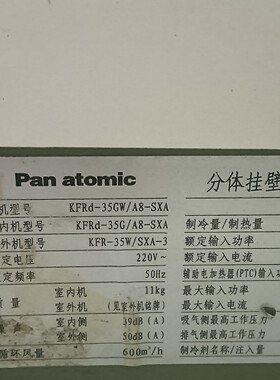 Pan atomic 分体挂壁
机型号 KFRd-35GW/A8-SXA 制冷量/制热量
内机型号 KFRd-35G/A8-SXA 额定输入功率
外机型号 KFR-35W/SXA-3 额定输入电流
定电压 220V~ 辅助电加热器(PTC)输入功
定频率 50Hz 最大输入功率
量 室内机 11kg 最大输入电流
室外机 (见室外机铭牌) 吸气侧最高工作压力
室内侧 39dB(A) 排气侧最高工作压力
室外侧 50dB(A) 制冷剂名称/注入量
循环风量 600m³/h